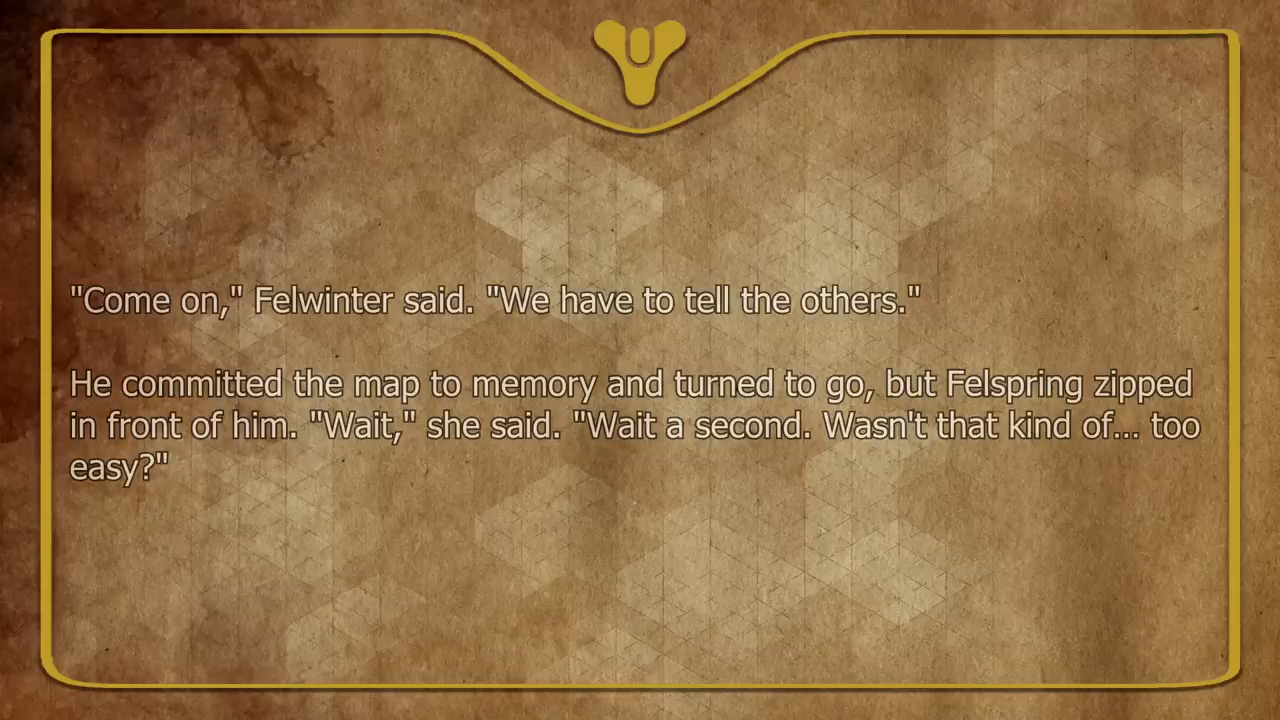 "Come on," Felwinter said. "We have to tell the others."
He committed the map to memory and turned to go, but Felspring zipped
in front of him. "Wait," she said. "Wait a second. Wasn't that kind of... too
easy?"